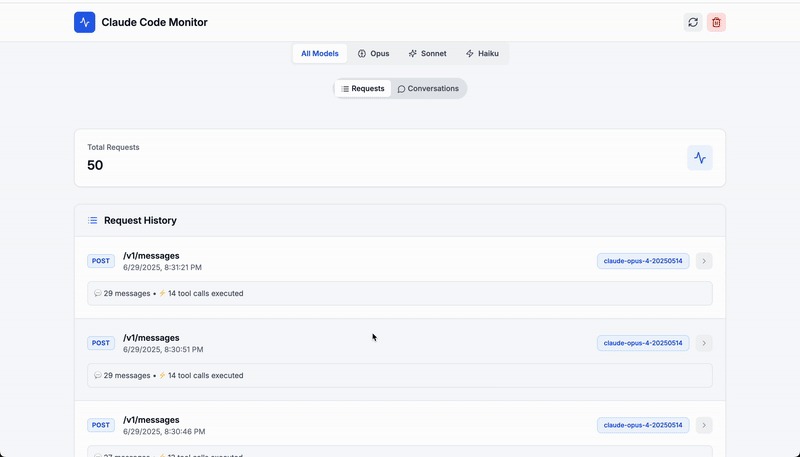 Claude Code Monitor
All Models Opus Sonnet Haiku
Requests Conversations
Total Requests
50
Request History
POST /v1/messages claude-opus-4-20250514
6/29/2025, 8:31:21 PM
29 messages • ⚡ 14 tool calls executed
POST /v1/messages claude-opus-4-20250514
6/29/2025, 8:30:51 PM
29 messages • ⚡ 14 tool calls executed
POST /v1/messages claude-opus-4-20250514
6/29/2025, 8:30:46 PM